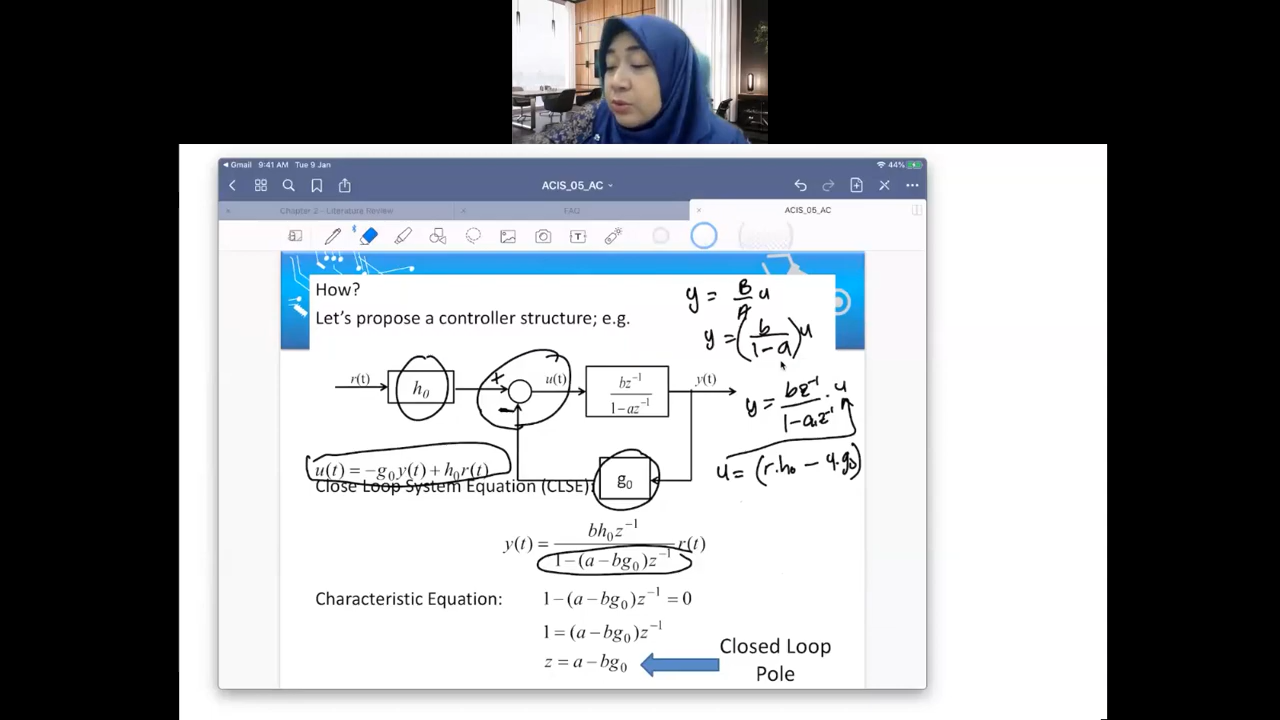 Gmail 9:41 AM Tue 9 Jan 44%
ACIS_05_AC
Chapter 2 - Literature Review FAQ ACIS_05_AC
How?
Let's propose a controller structure; e.g.
y = B/A u
y = (b/1-a) u
y = bz⁻¹/1-az⁻¹ · u
u = (r.h₀ - y.g₀)
r(t) h₀ + - u(t) bz⁻¹/1-az⁻¹ y(t)
g₀
u(t) = -g₀y(t) + h₀r(t)
Close Loop System Equation (CLSE):
y(t) = bh₀z⁻¹/1-(a-bg₀)z⁻¹ r(t)
Characteristic Equation: 1-(a-bg₀)z⁻¹ = 0
1 = (a-bg₀)z⁻¹
z = a-bg₀
Closed Loop
Pole